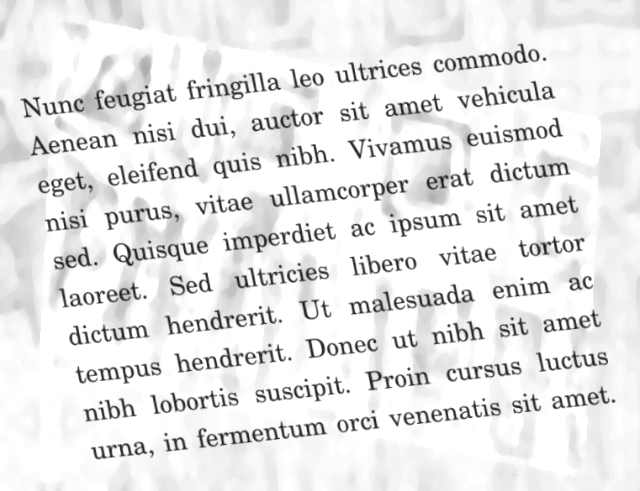 Nunc feugiat fringilla leo ultrices commodo.
Aenean nisi dui, auctor sit amet vehicula
eget, eleifend quis nibh. Vivamus euismod
nisi purus, vitae ullamcorper erat dictum
sed. Quisque imperdiet ac ipsum sit amet
laoreet. Sed ultricies libero vitae tortor
dictum hendrerit. Ut malesuada enim ac
tempus hendrerit. Donec ut nibh sit amet
nibh lobortis suscipit. Proin cursus luctus
urna, in fermentum orci venenatis sit amet.